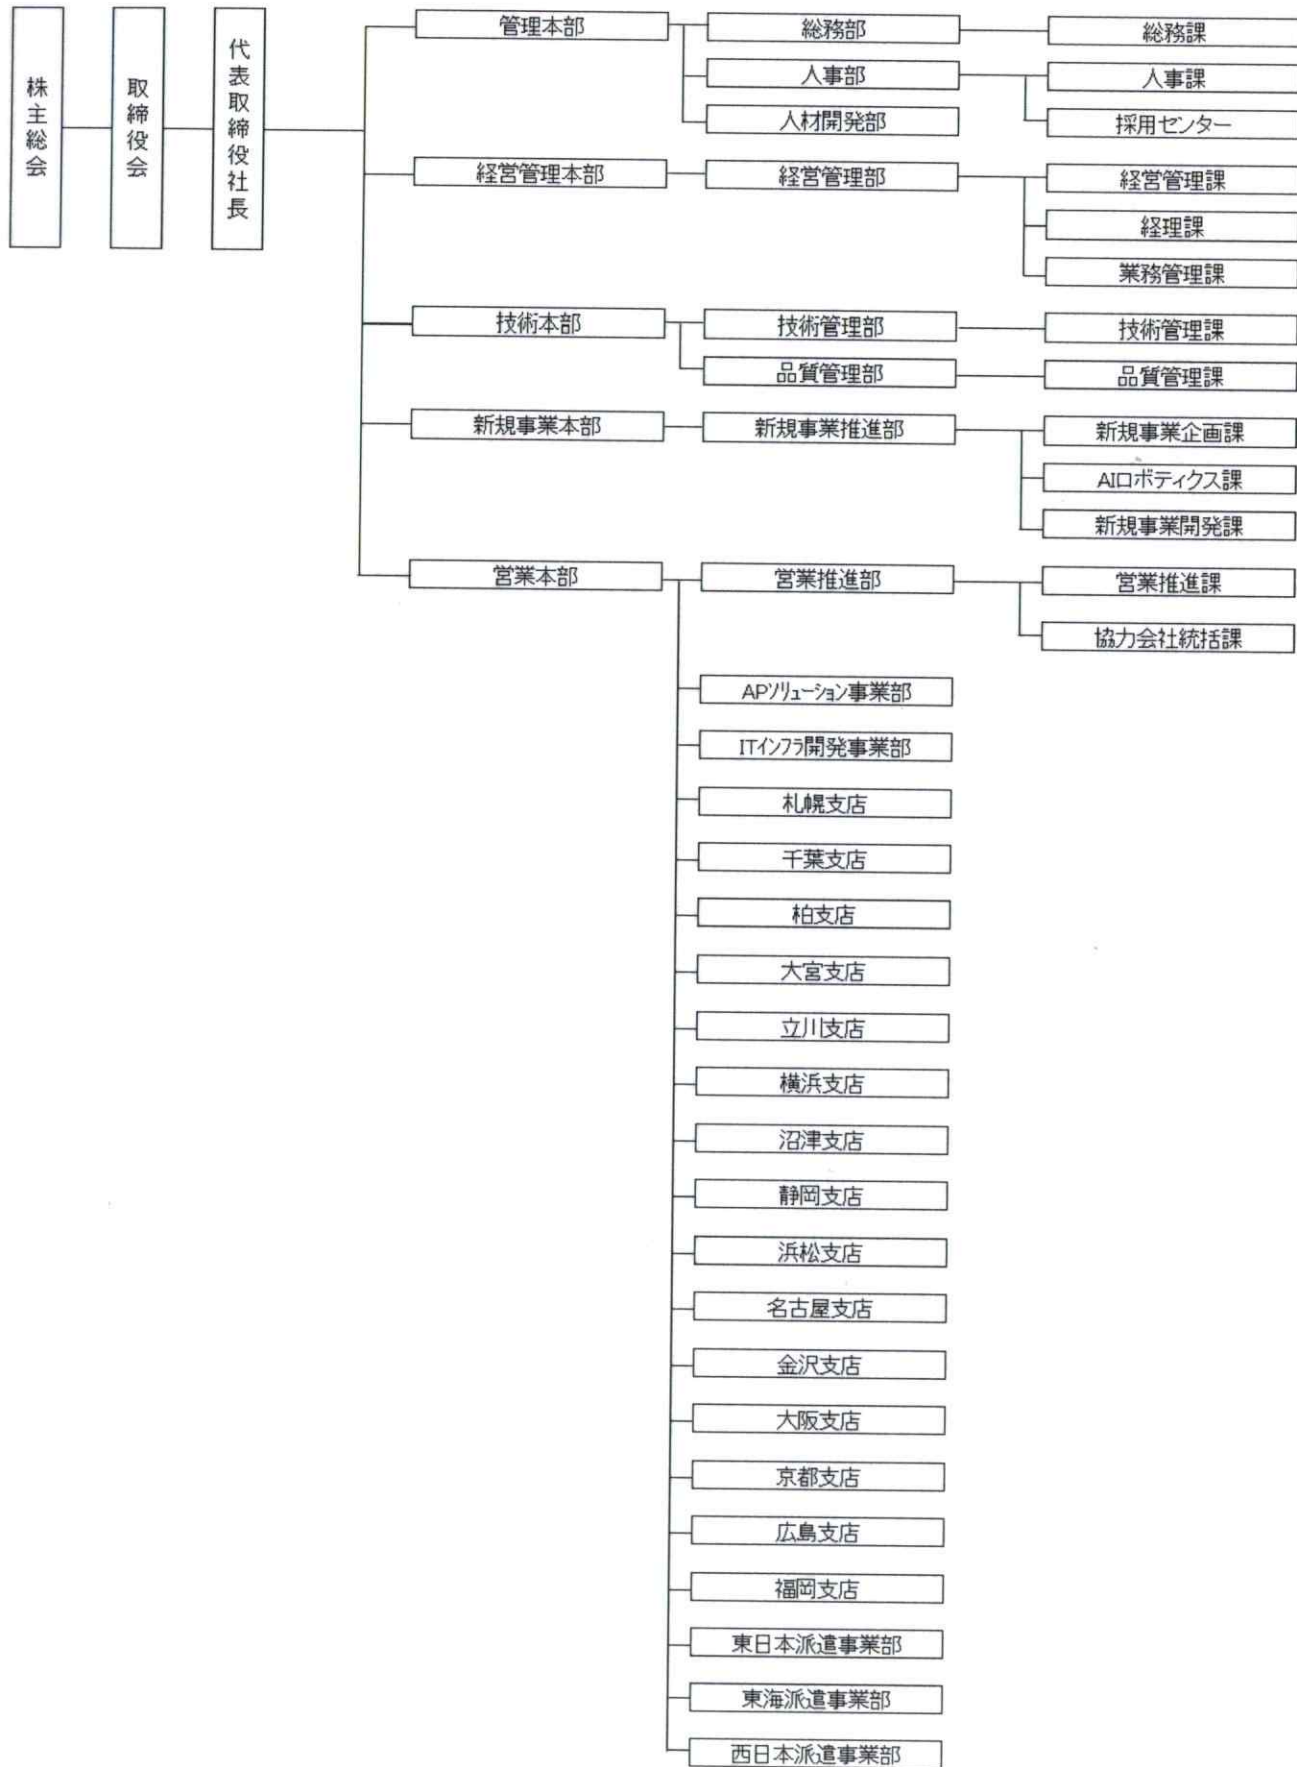 株主総会
取締役会
代表取締役社長
管理本部
総務部
総務課
人事部
人事課
採用センター
人材開発部
経営管理本部
経営管理部
経営管理課
経理課
業務管理課
技術本部
技術管理部
技術管理課
品質管理部
品質管理課
新規事業本部
新規事業推進部
新規事業企画課
AIロボティクス課
新規事業開発課
営業本部
営業推進部
営業推進課
協力会社統括課
APソリューション事業部
ITインフラ開発事業部
札幌支店
千葉支店
柏支店
大宮支店
立川支店
横浜支店
沼津支店
静岡支店
浜松支店
名古屋支店
金沢支店
大阪支店
京都支店
広島支店
福岡支店
東日本派遣事業部
東海派遣事業部
西日本派遣事業部